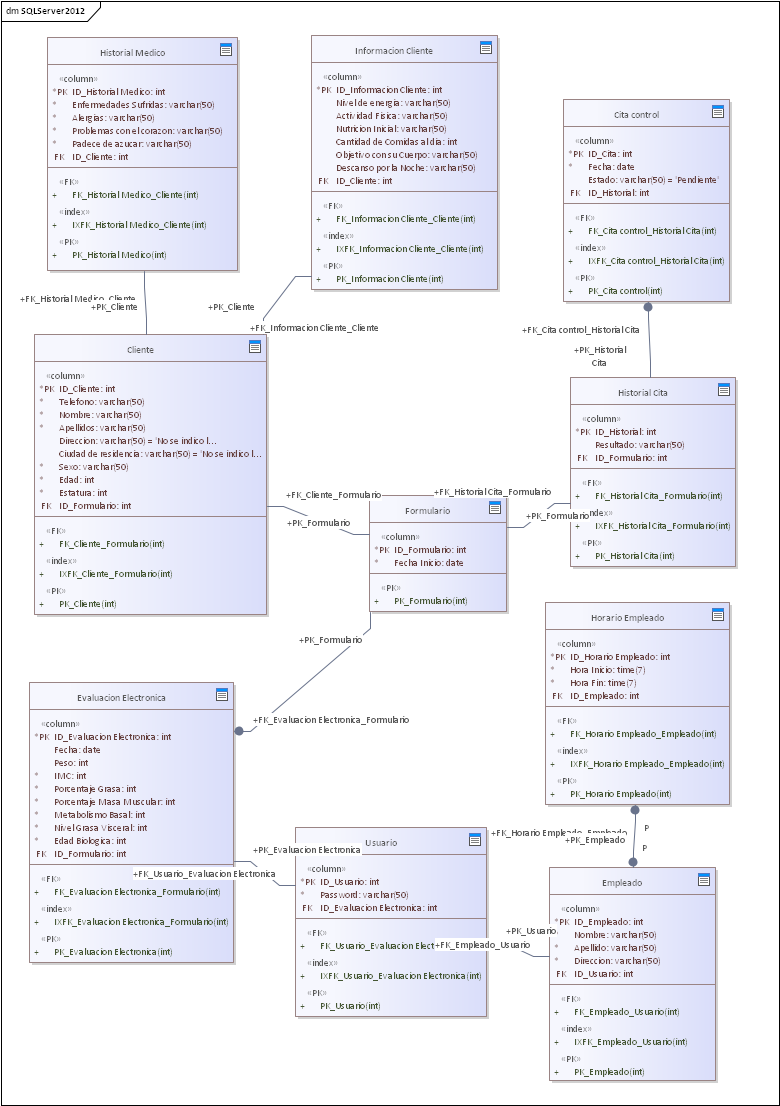 dm SQLServer2012
Historial Medico
«column»
*PK ID_Historial Medico: int
* Enfermedades Sufridas: varchar(50)
* Alergias: varchar(50)
* Problemas con el corazon: varchar(50)
* Padece de azucar: varchar(50)
FK ID_Cliente: int
«FK»
+ FK_Historial Medico_Cliente(int)
«index»
+ IXFK_Historial Medico_Cliente(int)
«PK»
+ PK_Historial Medico(int)
Informacion Cliente
«column»
*PK ID_Informacion Cliente: int
Nivel de energia: varchar(50)
Actividad Fisica: varchar(50)
Nutricion Inicial: varchar(50)
Cantidad de Comidas al dia: int
Objetivo con su Cuerpo: varchar(50)
Descanso por la Noche: varchar(50)
FK ID_Cliente: int
«FK»
+ FK_Informacion Cliente_Cliente(int)
«index»
+ IXFK_Informacion Cliente_Cliente(int)
«PK»
+ PK_Informacion Cliente(int)
Cita control
«column»
*PK ID_Cita: int
* Fecha: date
Estado: varchar(50) = 'Pendiente'
FK ID_Historial: int
«FK»
+ FK_Cita control_Historial Cita(int)
«index»
+ IXFK_Cita control_Historial Cita(int)
«PK»
+ PK_Cita control(int)
+FK_Historial Medico_Cliente
+PK_Cliente
+PK_Cliente
+FK_Informacion Cliente_Cliente
+FK_Cita control_Historial Cita
+PK_Historial
Cita
Cliente
«column»
*PK ID_Cliente: int
* Telefono: varchar(50)
* Nombre: varchar(50)
* Apellidos: varchar(50)
Direccion: varchar(50) = 'No se indico l...
Ciudad de residencia: varchar(50) = 'No se indico l...
* Sexo: varchar(50)
* Edad: int
* Estatura: int
FK ID_Formulario: int
«FK»
+ FK_Cliente_Formulario(int)
«index»
+ IXFK_Cliente_Formulario(int)
«PK»
+ PK_Cliente(int)
Historial Cita
«column»
*PK ID_Historial: int
Resultado: varchar(50)
FK ID_Formulario: int
«FK»
+ FK_Historial Cita_Formulario(int)
«index»
+ IXFK_Historial Cita_Formulario(int)
«PK»
+ PK_Historial Cita(int)
+FK_Cliente_Formulario
+PK_Formulario
+FK_Historial Cita_Formulario
+PK_Formulario
Formulario
«column»
*PK ID_Formulario: int
* Fecha Inicio: date
«PK»
+ PK_Formulario(int)
+PK_Formulario
+FK_Evaluacion Electronica_Formulario
Horario Empleado
«column»
*PK ID_Horario Empleado: int
* Hora Inicio: time(7)
* Hora Fin: time(7)
FK ID_Empleado: int
«FK»
+ FK_Horario Empleado_Empleado(int)
«index»
+ IXFK_Horario Empleado_Empleado(int)
«PK»
+ PK_Horario Empleado(int)
Evaluacion Electronica
«column»
*PK ID_Evaluacion Electronica: int
Fecha: date
Peso: int
* IMC: int
* Porcentaje Grasa: int
* Porcentaje Masa Muscular: int
* Metabolismo Basal: int
* Nivel Grasa Visceral: int
* Edad Biologica: int
FK ID_Formulario: int
«FK»
+ FK_Evaluacion Electronica_Formulario(int)
«index»
+ IXFK_Evaluacion Electronica_Formulario(int)
«PK»
+ PK_Evaluacion Electronica(int)
+PK_Evaluacion Electronica
+FK_Usuario_Evaluacion Electronica
Usuario
«column»
*PK ID_Usuario: int
* Password: varchar(50)
FK ID_Evaluacion Electronica: int
«FK»
+ FK_Usuario_Evaluacion Elect
«index»
+ IXFK_Usuario_Evaluacion Electronica(int)
«PK»
+ PK_Usuario(int)
+FK_Horario Empleado_Empleado
+PK_Empleado
P
P
+PK_Usuario
+FK_Empleado_Usuario
Empleado
«column»
*PK ID_Empleado: int
* Nombre: varchar(50)
* Apellido: varchar(50)
* Direccion: varchar(50)
FK ID_Usuario: int
«FK»
+ FK_Empleado_Usuario(int)
«index»
+ IXFK_Empleado_Usuario(int)
«PK»
+ PK_Empleado(int)